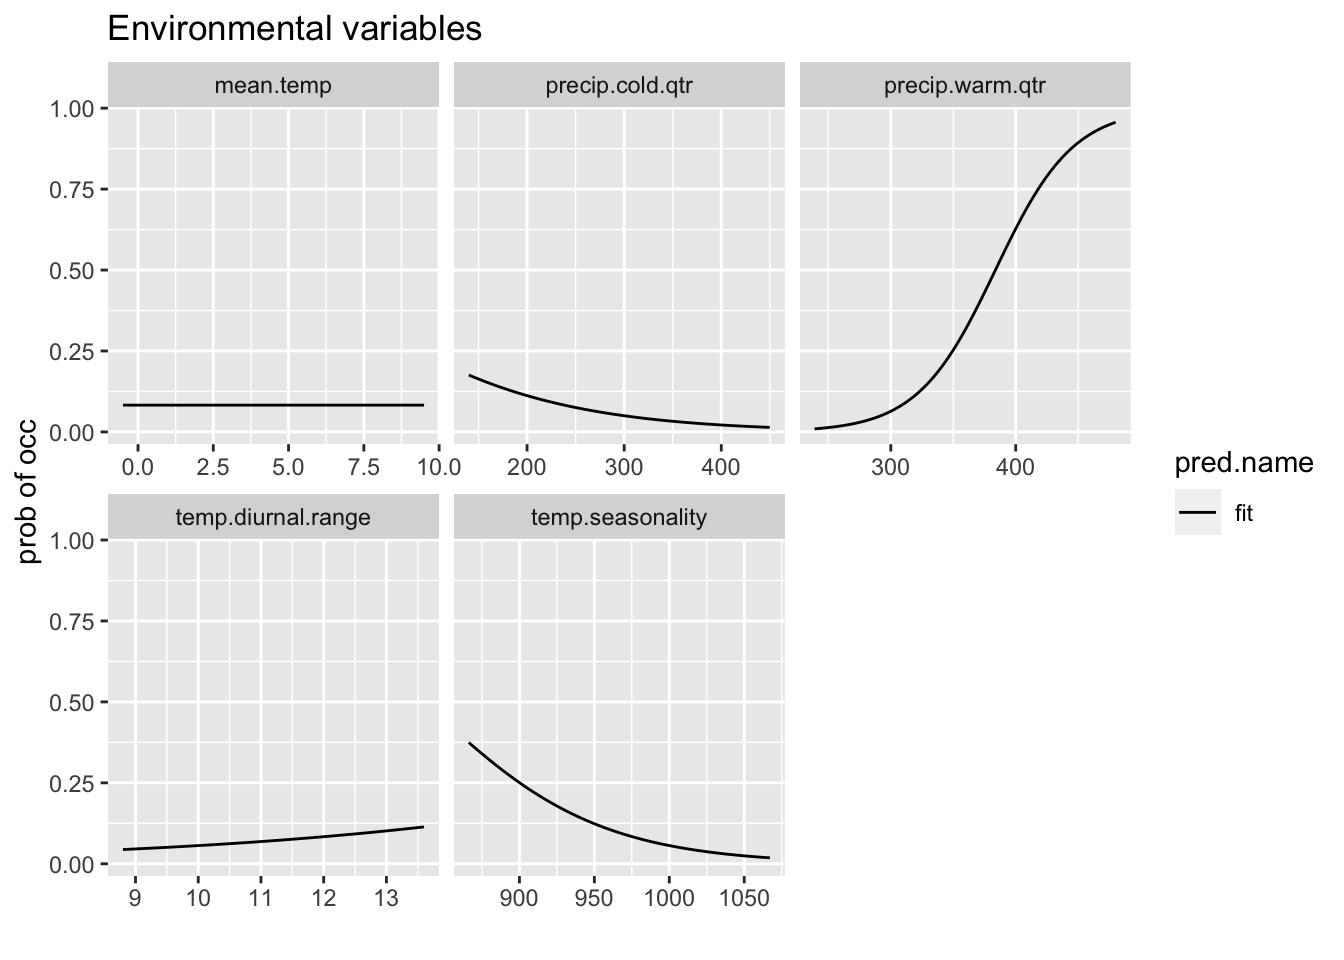 Environmental variables
mean.temp precip.cold.qtr precip.warm.qtr
1.00
0.75
0.50
0.25
0.00
0.0 2.5 5.0 7.5 10.0 200 300 400 300 400
prob of occ
temp.diurnal.range temp.seasonality
1.00
0.75
0.50
0.25
0.00
9 10 11 12 13 900 950 1000 1050
pred.name
fit